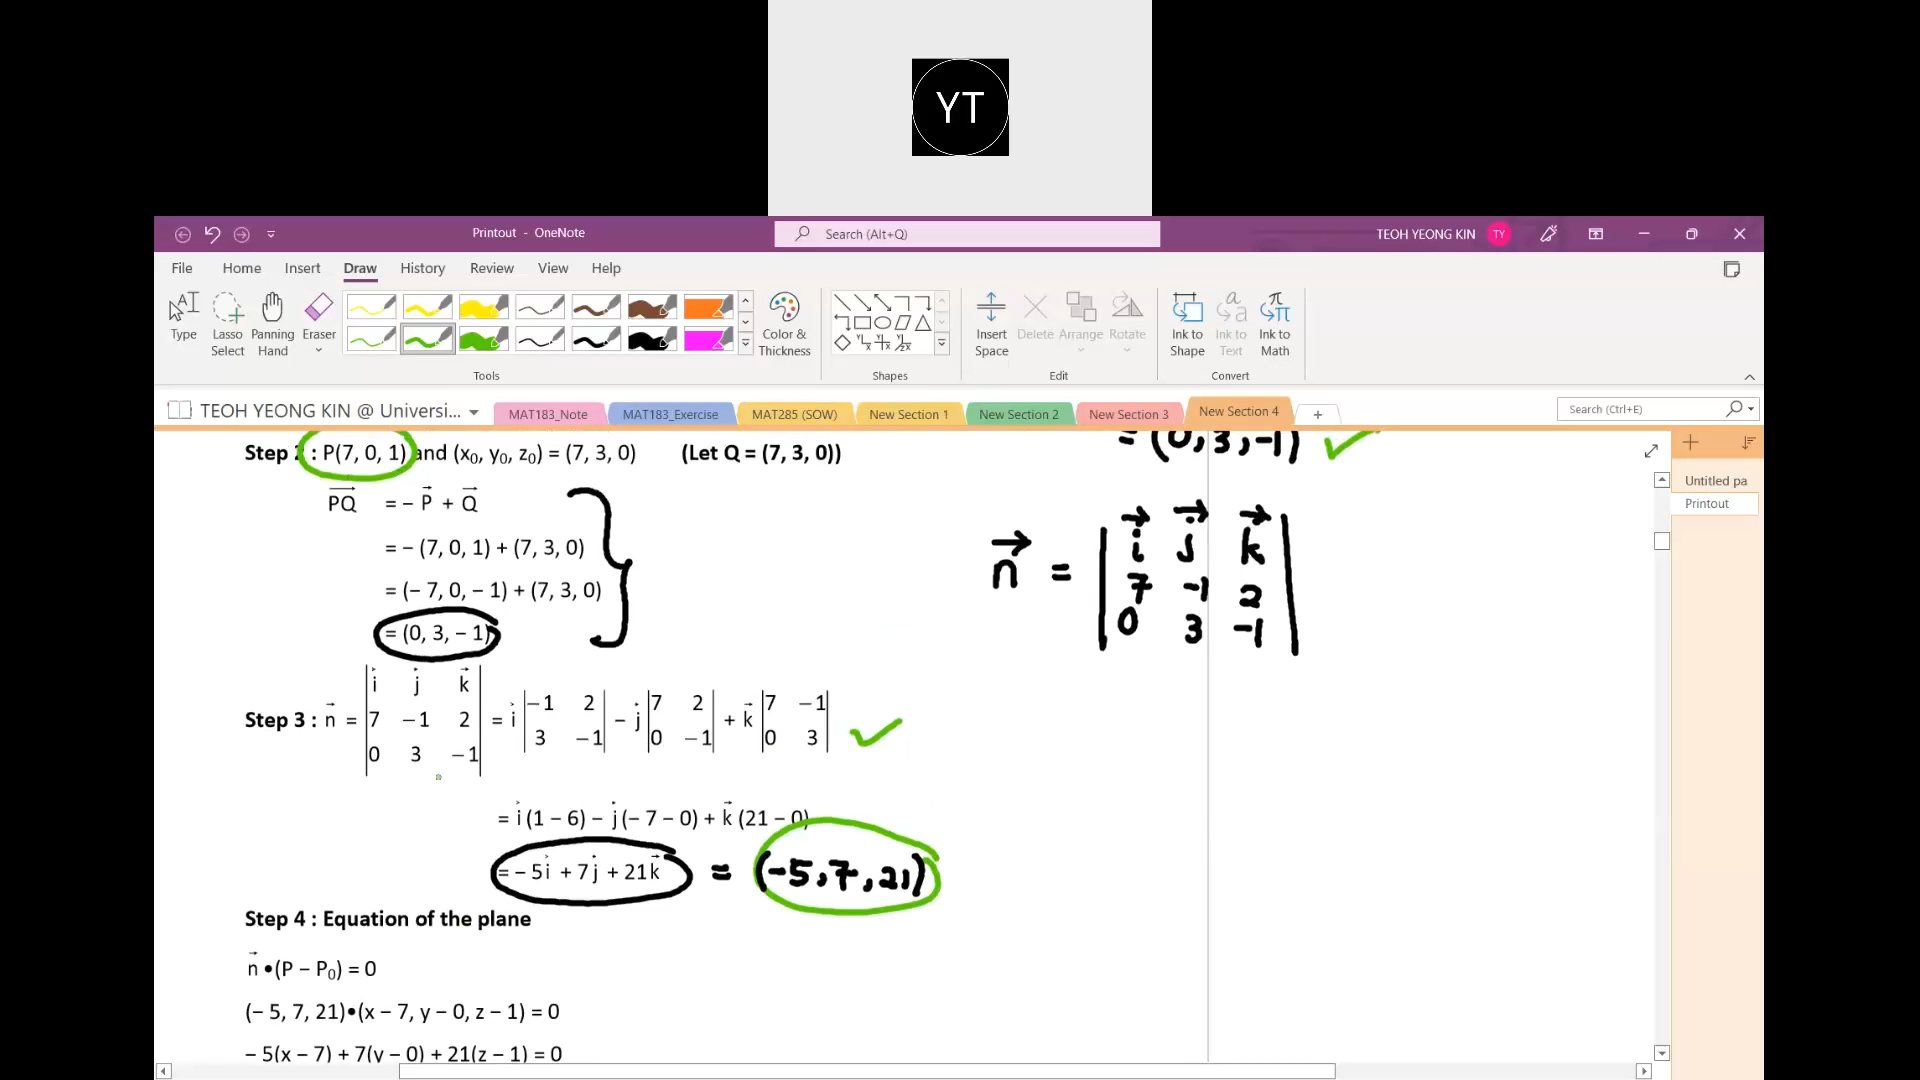 YT
Printout - OneNote
Search (Alt+Q)
TEOH YEONG KIN TY
File Home Insert Draw History Review View Help
Type Lasso Select Panning Hand Eraser Color & Thickness Insert Space Delete Arrange Rotate Ink to Shape Ink to Text Ink to Math
Tools Shapes Edit Convert
TEOH YEONG KIN @ Universi... MAT183_Note MAT183_Exercise MAT285 (SOW) New Section 1 New Section 2 New Section 3 New Section 4 + Search (Ctrl+E)
Untitled pa
Printout
: P(7, 0, 1) and (x₀, y₀, z₀) = (7, 3, 0) (Let Q = (7, 3, 0))
PQ = − P + Q
= − (7, 0, 1) + (7, 3, 0)
= (− 7, 0, − 1) + (7, 3, 0)
= (0, 3, − 1)
Step 3 : n = | i j k | 7 −1 2 | 0 3 −1 | = i | −1 2 | 3 −1 | − j | 7 2 | 0 −1 | + k | 7 −1 | 0 3 |
= i (1 − 6) − j (− 7 − 0) + k (21 − 0)
= − 5i + 7j + 21k = (-5, 7, 21)
Step 4 : Equation of the plane
n •(P − P₀) = 0
(− 5, 7, 21)•(x − 7, y − 0, z − 1) = 0
− 5(x − 7) + 7(y − 0) + 21(z − 1) = 0
= (0, 3, -1)
n = | i j k |
7 -1 2
0 3 -1